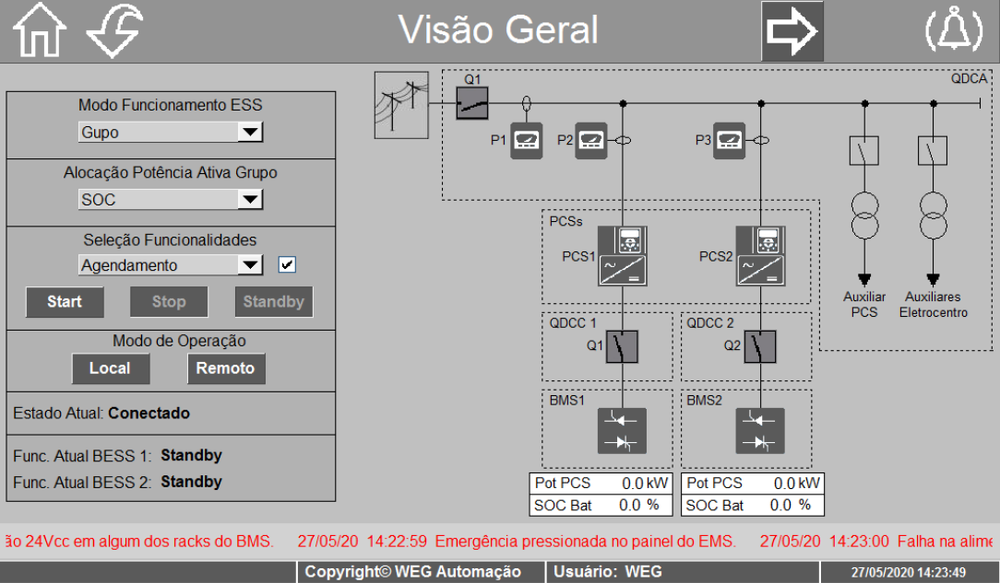 Visão Geral
Modo Funcionamento ESS
Gupo
Alocação Potência Ativa Grupo
SOC
Seleção Funcionalidades
Agendamento
Start Stop Standby
Modo de Operação
Local Remoto
Estado Atual: Conectado
Func. Atual BESS 1: Standby
Func. Atual BESS 2: Standby
Q1
QDCA
P1
P2
P3
PCSs
PCS1
PCS2
Auxiliar
PCS
Auxiliares
Eletrocentro
QDCC 1
Q1
QDCC 2
Q2
BMS1
BMS2
Pot PCS 0.0 kW
SOC Bat 0.0 %
Pot PCS 0.0 kW
SOC Bat 0.0 %
ão 24Vcc em algum dos racks do BMS. 27/05/20 14:22:59 Emergência pressionada no painel do EMS. 27/05/20 14:23:00 Falha na alime
Copyright© WEG Automação Usuário: WEG 27/05/2020 14:23:49